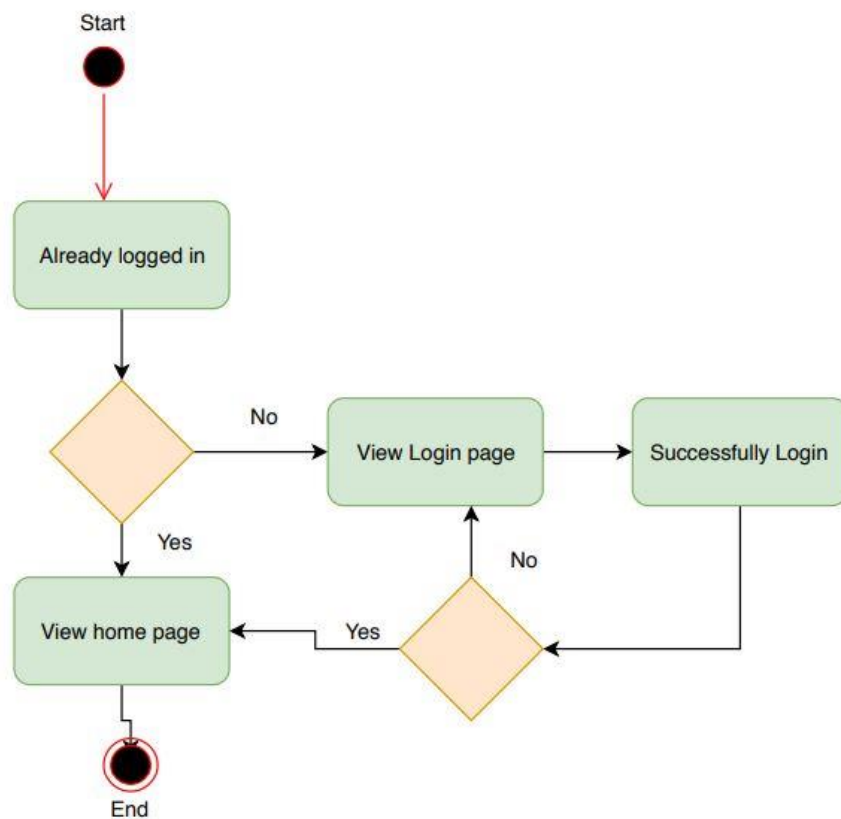 Start
Already logged in
No
View Login page
Successfully Login
Yes
No
View home page
Yes
End